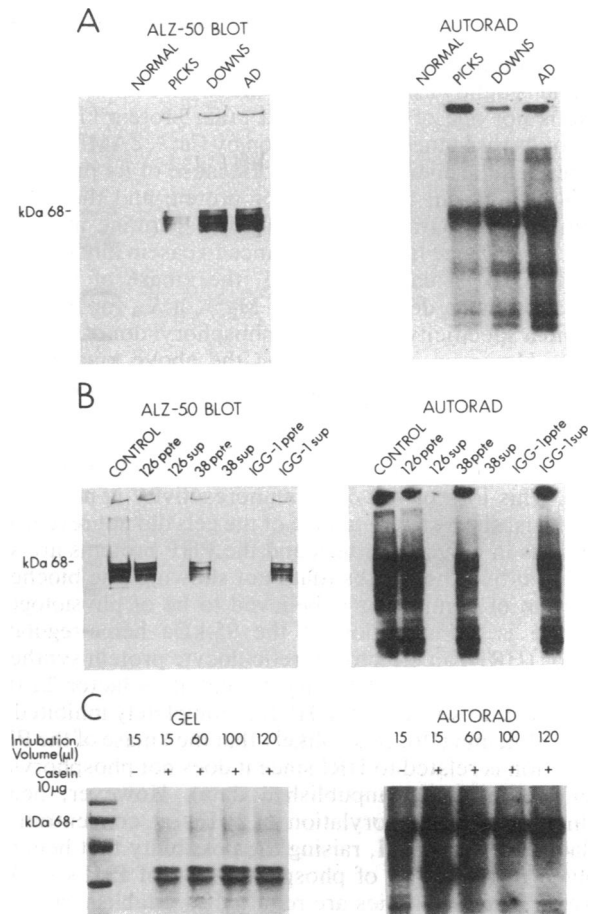 A
ALZ-50 BLOT
AUTORAD
NORMAL
PICKS
DOWNS
AD
NORMAL
PICKS
DOWNS
AD
kDa 68-
B
ALZ-50 BLOT
AUTORAD
CONTROL
126 ppte
126 sup
38 ppte
38 sup
IGG-1 ppte
IGG-1 sup
CONTROL
126 ppte
126 sup
38 ppte
38 sup
IGG-1 ppte
IGG-1 sup
kDa 68-
C
GEL
AUTORAD
Incubation Volume (μl) 15 15 60 100 120 15 15 60 100 120
Casein 10μg - + + + + - + + + +
kDa 68-